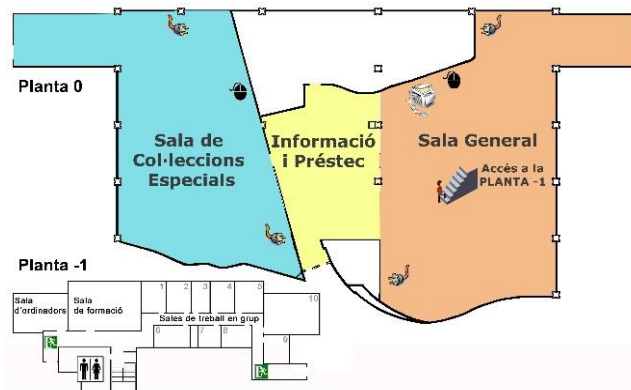 Planta 0
Sala de
Col·leccions
Especials
Informació
i Préstec
Sala General
Accés a la
PLANTA -1
Planta -1
Sala
d'ordinadors
Sala
de formació
1
2
3
4
5
10
Sales de treball en grup
6
7
8
9